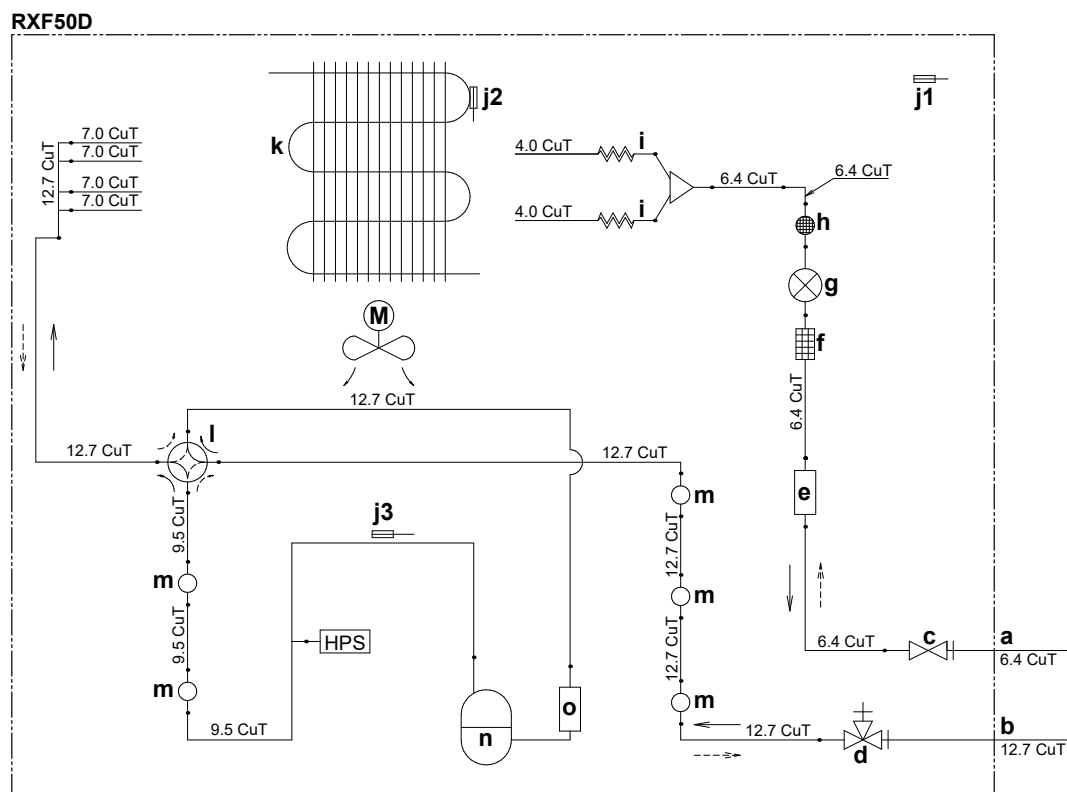 RXF50D
j1
j2
k
7.0 CuT
7.0 CuT
7.0 CuT
7.0 CuT
12.7 CuT
4.0 CuT
i
4.0 CuT
i
6.4 CuT
6.4 CuT
h
g
f
M
6.4 CuT
12.7 CuT
l
12.7 CuT
12.7 CuT
e
m
9.5 CuT
j3
12.7 CuT
m
m
9.5 CuT
HPS
12.7 CuT
6.4 CuT
c
a
6.4 CuT
m
m
9.5 CuT
n
o
12.7 CuT
d
b
12.7 CuT